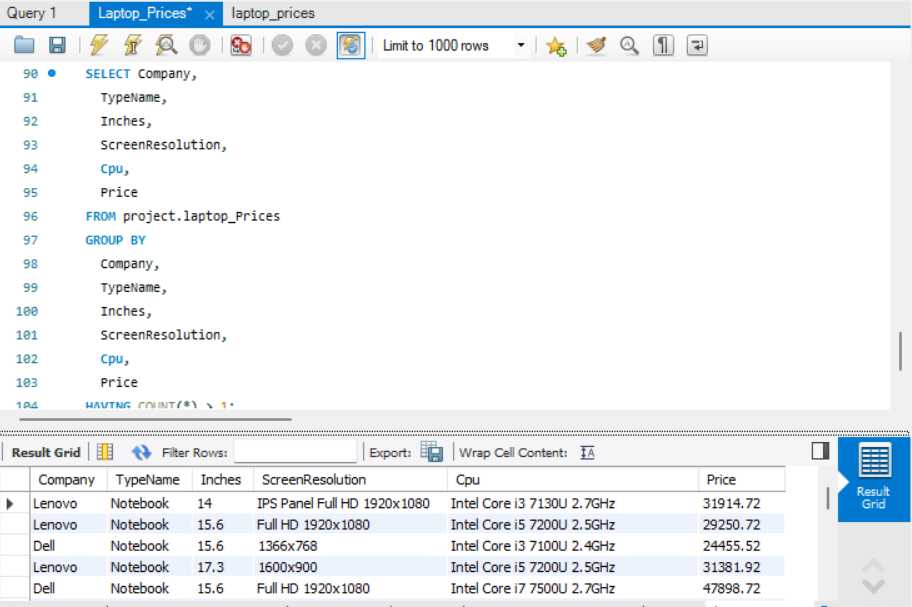 Query 1 Laptop_Prices* laptop_prices
Limit to 1000 rows
90 SELECT Company,
91 TypeName,
92 Inches,
93 ScreenResolution,
94 Cpu,
95 Price
96 FROM project.laptop_Prices
97 GROUP BY
98 Company,
99 TypeName,
100 Inches,
101 ScreenResolution,
102 Cpu,
103 Price
104 HAVING COUNT(*) > 1;
Result Grid Filter Rows: Export: Wrap Cell Content: IA
Company TypeName Inches ScreenResolution Cpu Price
Lenovo Notebook 14 IPS Panel Full HD 1920x1080 Intel Core i3 7130U 2.7GHz 31914.72
Lenovo Notebook 15.6 Full HD 1920x1080 Intel Core i5 7200U 2.5GHz 29250.72
Dell Notebook 15.6 1366x768 Intel Core i3 7100U 2.4GHz 24455.52
Lenovo Notebook 17.3 1600x900 Intel Core i5 7200U 2.5GHz 31381.92
Dell Notebook 15.6 Full HD 1920x1080 Intel Core i7 7500U 2.7GHz 47898.72
Result
Grid